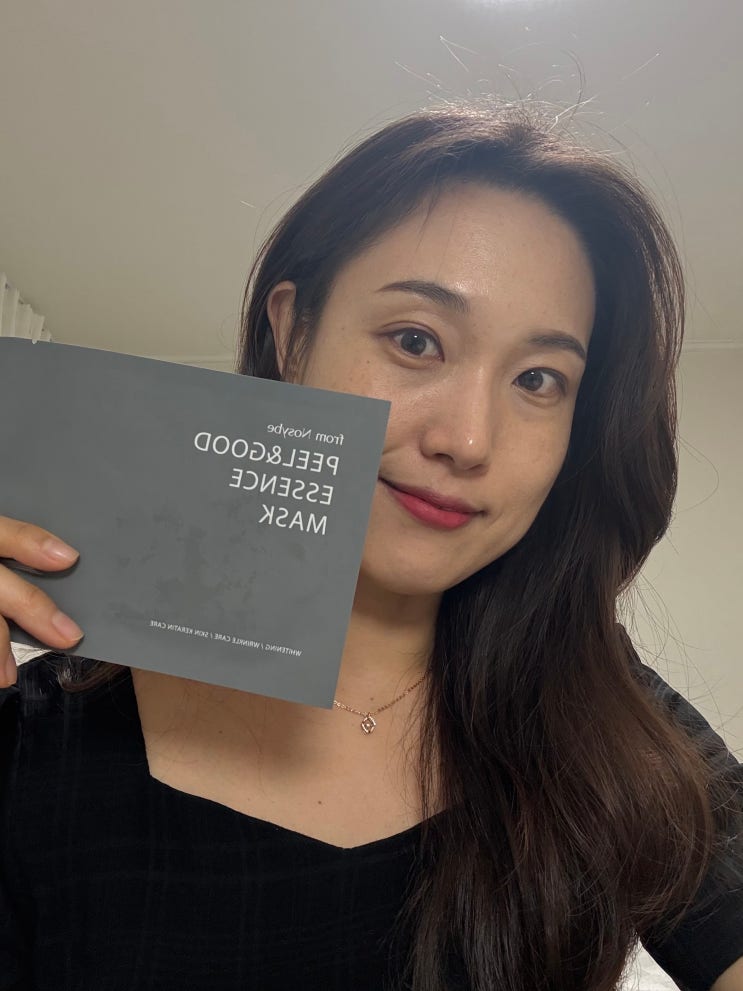 from Nosybe
PEEL&GOOD
ESSENCE
MASK
WHITENING / WRINKLE CARE / SKIN KERATIN CARE